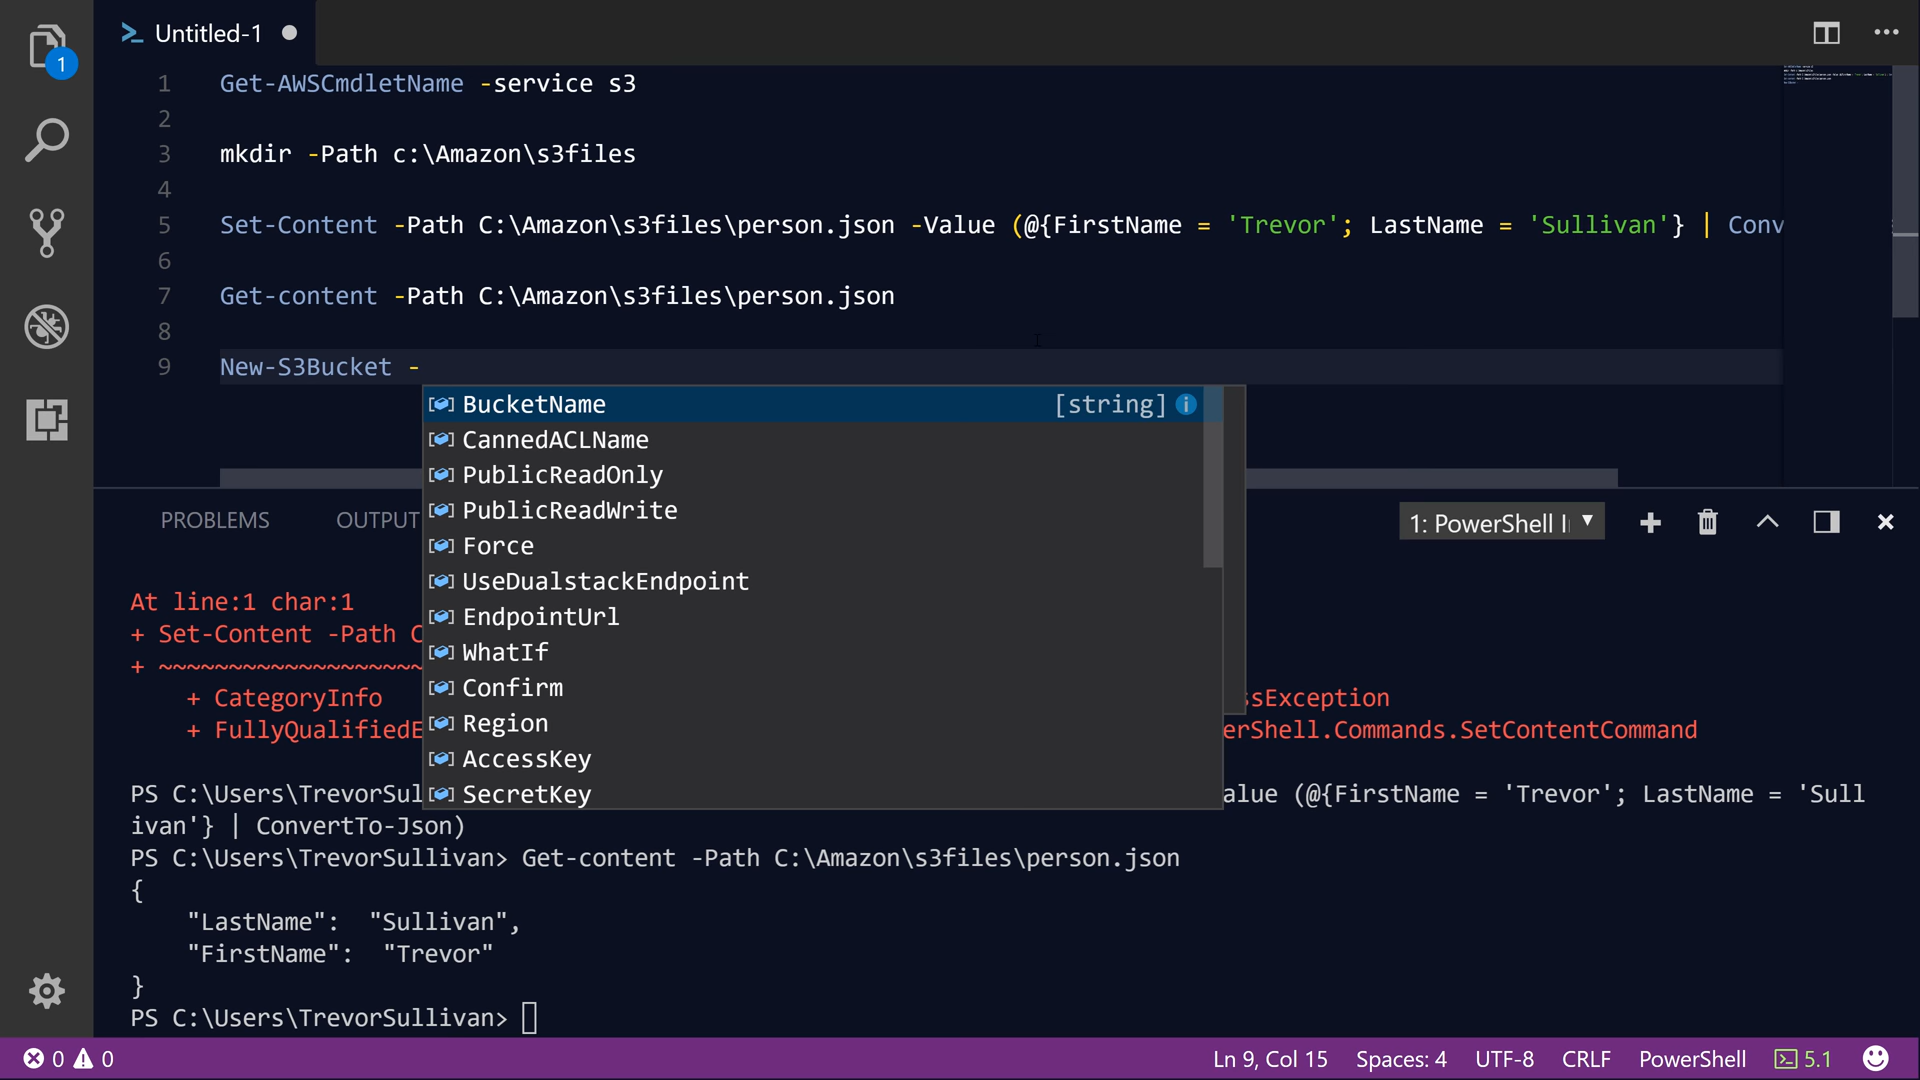 1
Untitled-1
1 Get-AWSCmdletName -service s3
2
3 mkdir -Path c:\Amazon\s3files
4
5 Set-Content -Path C:\Amazon\s3files\person.json -Value (@{FirstName = 'Trevor'; LastName = 'Sullivan'} | Conv
6
7 Get-content -Path C:\Amazon\s3files\person.json
8
9 New-S3Bucket -
BucketName [string]
CannedACLName
PublicReadOnly
PublicReadWrite
Force
UseDualstackEndpoint
EndpointUrl
WhatIf
Confirm
Region
AccessKey
SecretKey
PROBLEMS OUTPUT 1: PowerShell I
At line:1 char:1
+ Set-Content -Path C
+ ~~~~~~~~~~~~~~~~~~~
+ CategoryInfo sException
+ FullyQualifiedE erShell.Commands.SetContentCommand
PS C:\Users\TrevorSul alue (@{FirstName = 'Trevor'; LastName = 'Sull
ivan'} | ConvertTo-Json)
PS C:\Users\TrevorSullivan> Get-content -Path C:\Amazon\s3files\person.json
{
"LastName": "Sullivan",
"FirstName": "Trevor"
}
PS C:\Users\TrevorSullivan>
0 0 Ln 9, Col 15 Spaces: 4 UTF-8 CRLF PowerShell 5.1